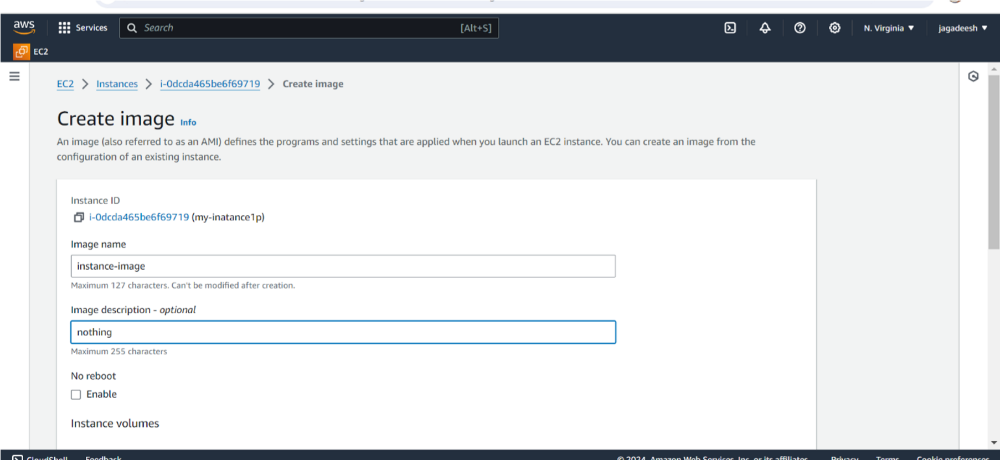 aws Services Search [Alt+S] N. Virginia ▼ jagadeesh ▼
EC2
EC2 > Instances > i-0dcda465be6f69719 > Create image
Create image Info
An image (also referred to as an AMI) defines the programs and settings that are applied when you launch an EC2 instance. You can create an image from the
configuration of an existing instance.
Instance ID
i-0dcda465be6f69719 (my-inatance1p)
Image name
instance-image
Maximum 127 characters. Can't be modified after creation.
Image description - optional
nothing
Maximum 255 characters
No reboot
Enable
Instance volumes
CloudShell Feedback © 2024, Amazon Web Services, Inc. or its affiliates. Privacy Terms Cookie preferences